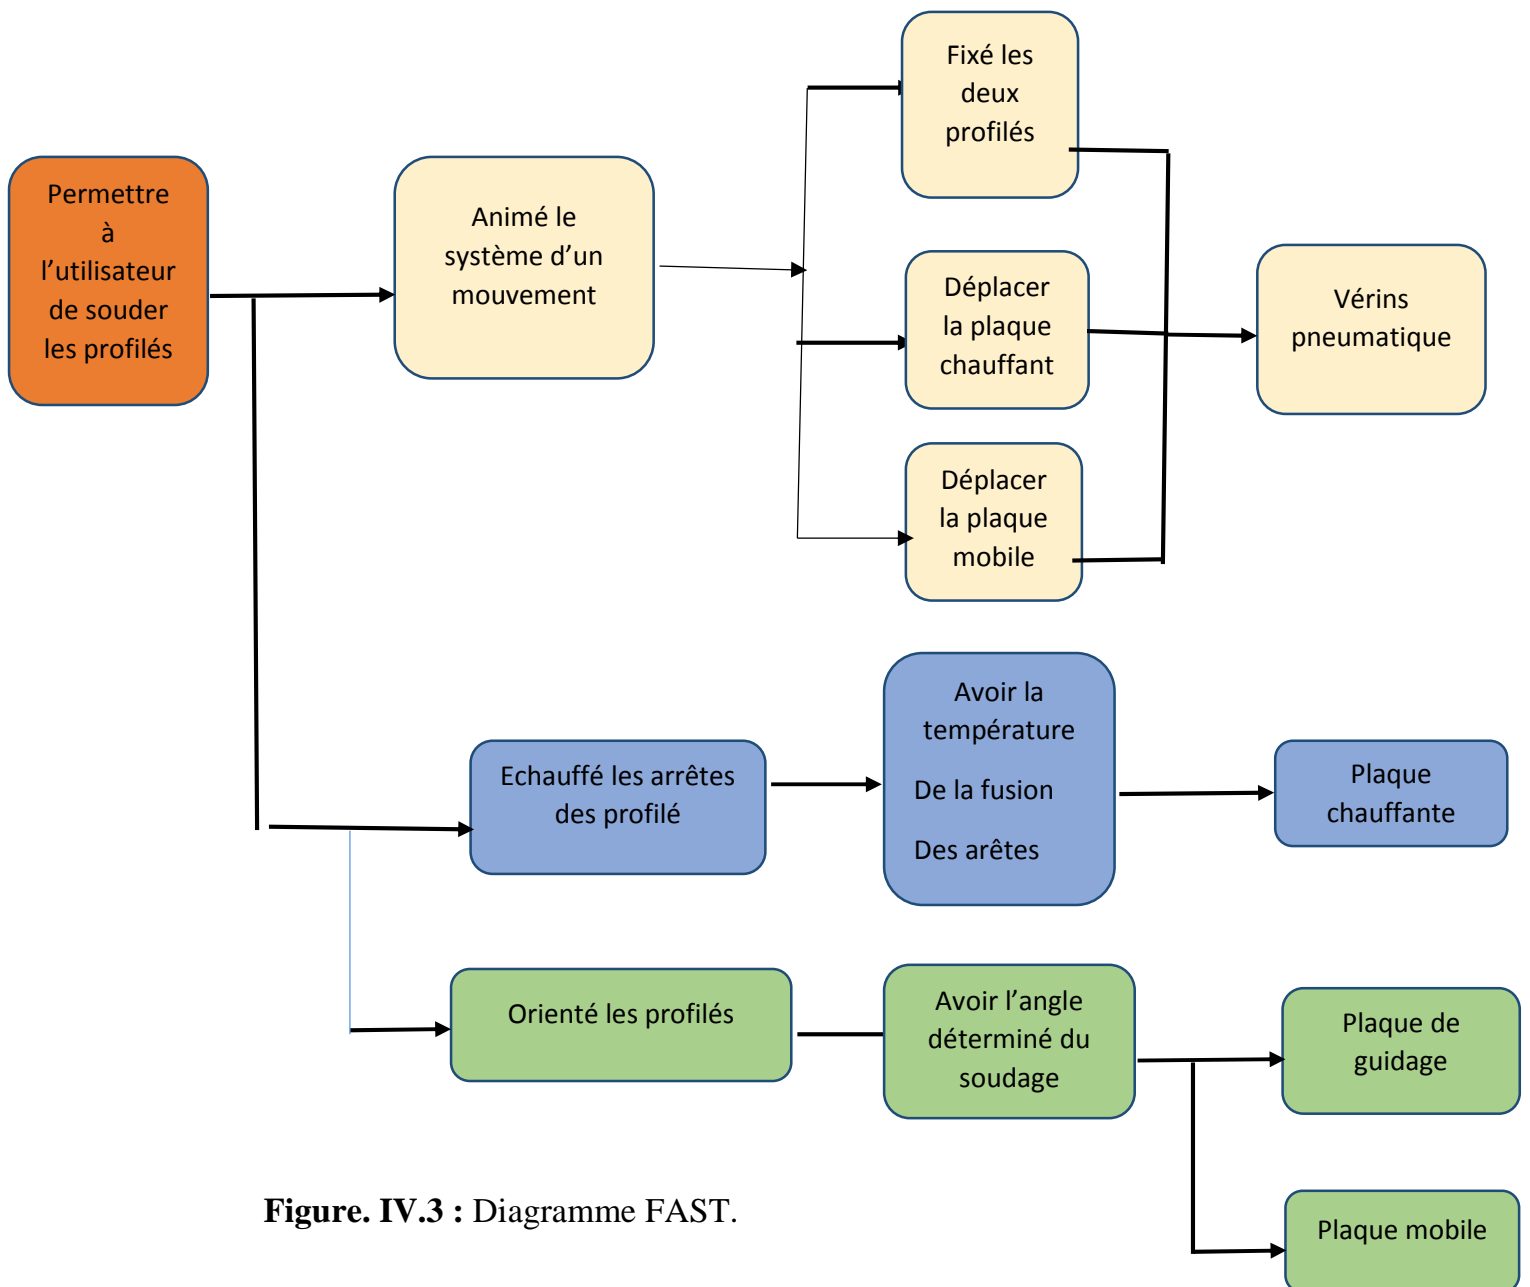 Permettre
à
l’utilisateur
de souder
les profilés
Animé le
système d’un
mouvement
Fixé les
deux
profilés
Déplacer
la plaque
chauffant
Déplacer
la plaque
mobile
Vérins
pneumatique
Echauffé les arrêtes
des profilé
Avoir la
température
De la fusion
Des arêtes
Plaque
chauffante
Orienté les profilés
Avoir l’angle
déterminé du
soudage
Plaque de
guidage
Plaque mobile
Figure. IV.3 : Diagramme FAST.